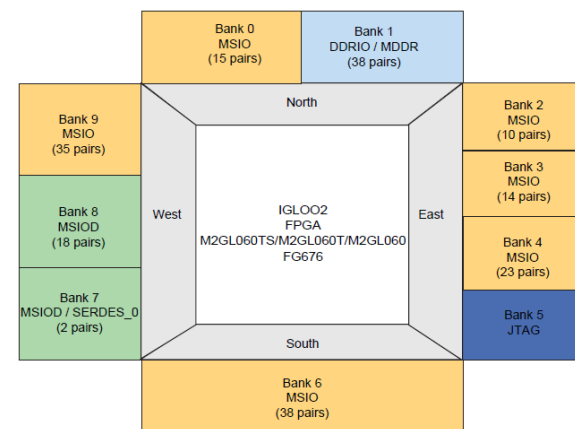 Bank 0
MSIO
(15 pairs)
Bank 1
DDRIO / MDDR
(38 pairs)
North
Bank 9
MSIO
(35 pairs)
Bank 8
MSIOD
(18 pairs)
Bank 7
MSIOD / SERDES_0
(2 pairs)
West
IGLOO2
FPGA
M2GL060TS/M2GL060T/M2GL060
FG676
East
Bank 2
MSIO
(10 pairs)
Bank 3
MSIO
(14 pairs)
Bank 4
MSIO
(23 pairs)
Bank 5
JTAG
South
Bank 6
MSIO
(38 pairs)